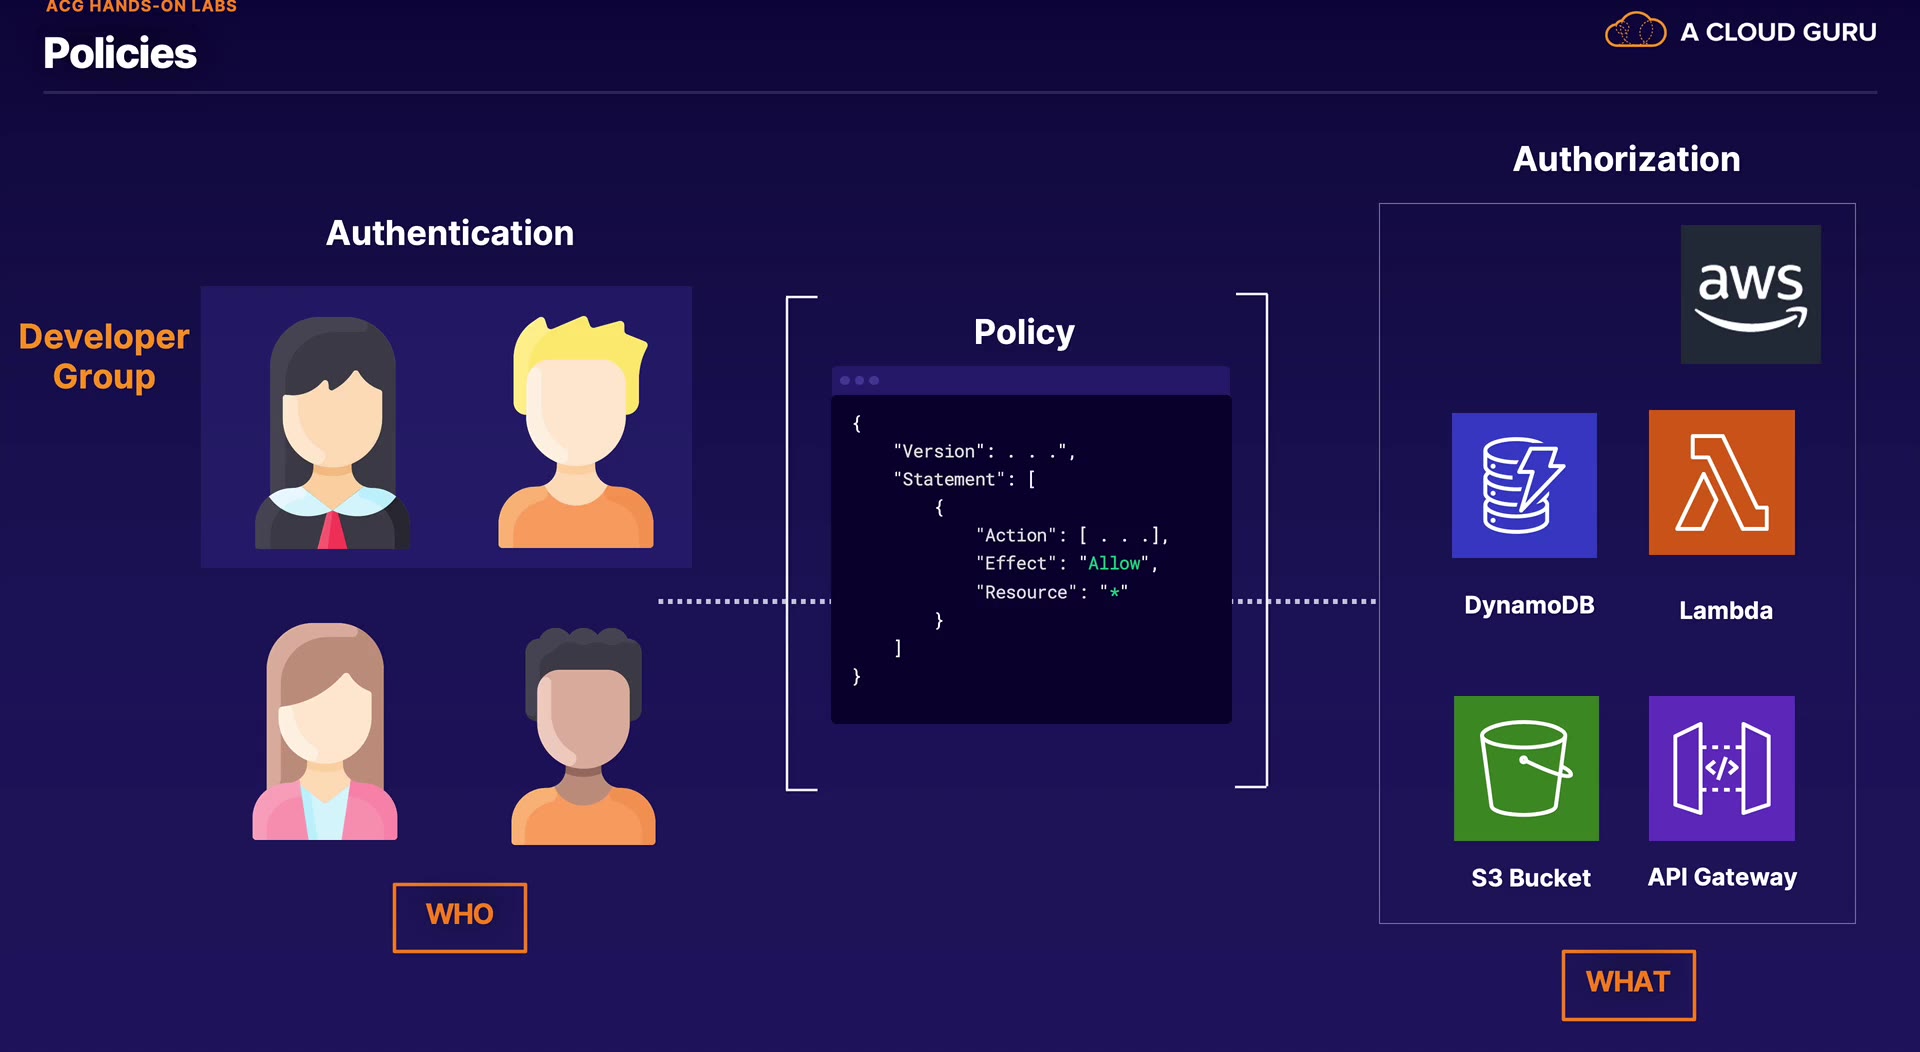 ACG HANDS-ON LABS
Policies
A CLOUD GURU
Authentication
Developer
Group
WHO
Policy
{
"Version": . . .",
"Statement": [
{
"Action": [ . . .],
"Effect": "Allow",
"Resource": "*"
}
]
}
Authorization
aws
DynamoDB
Lambda
</>
S3 Bucket
API Gateway
WHAT